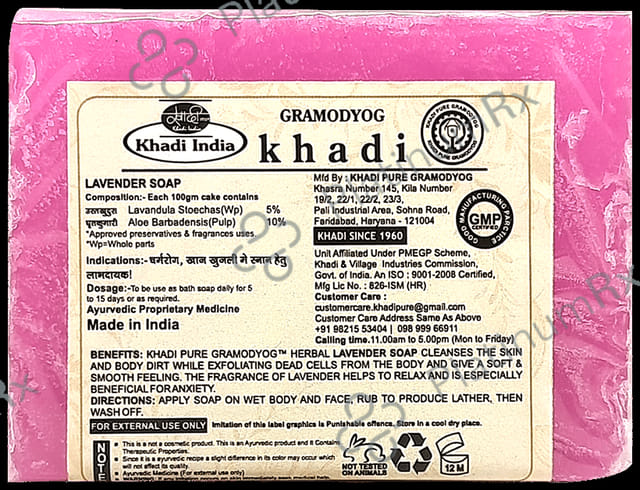 खादी
Khadi India
GRAMODYOG
khadi
KHADI PURE GRAMODYOG
KHADI PURE GRAMODYOG
LAVENDER SOAP
Composition:- Each 100gm cake contains
उस्तखुदूस Lavandula Stoechas(Wp) 5%
घृतकुमारी Aloe Barbadensis(Pulp) 10%
*Approved preservatives & fragrances uses
*Wp=Whole parts
Indications:-चर्मरोग, खाज खुजली में स्नान हेतु
लाभदायक!
Dosage:-To be use as bath soap daily for 5
to 15 days or as required.
Ayurvedic Proprietary Medicine
Made in India
Mfd By : KHADI PURE GRAMODYOG
Khasra Number 145, Kila Number
19/2, 22/1, 22/2, 23/3,
Pali Industrial Area, Sohna Road,
Faridabad, Haryana - 121004
KHADI SINCE 1960
GOOD MANUFACTURING PARCTICE
GMP
CERTIFIED
Unit Affiliated Under PMEGP Scheme,
Khadi & Village Industries Commission,
Govt. of India. An ISO : 9001-2008 Certified,
Mfg Lic No. : 826-ISM (HR)
Customer Care :
customercare.khadipure@gmail.com
Customer Care Address Same As Above
+91 98215 53404 | 098 999 66911
Calling time.11.00am to 5.00pm (Mon to Friday)
BENEFITS: KHADI PURE GRAMODYOG™ HERBAL LAVENDER SOAP CLEANSES THE SKIN
AND BODY DIRT WHILE EXFOLIATING DEAD CELLS FROM THE BODY AND GIVE A SOFT &
SMOOTH FEELING. THE FRAGRANCE OF LAVENDER HELPS TO RELAX AND IS ESPECIALLY
BENEFICIAL FOR ANXIETY.
DIRECTIONS: APPLY SOAP ON WET BODY AND FACE, RUB TO PRODUCE LATHER, THEN
WASH OFF.
FOR EXTERNAL USE ONLY Imitation of this label graphics is Punishable offence. Store in a cool dry place.
NOTE
This is a not a cosmetic product. This is an Ayurvedic product and it Contains
Therapeutic Properties.
Since it is a ayurvedic recipe a slight difference in its color may occur which
will not affect its quality.
Ayurvedic Medicine (For external use only)
NOT TESTED
ON ANIMALS
12 M
PlatinumRx
PlatinumRx